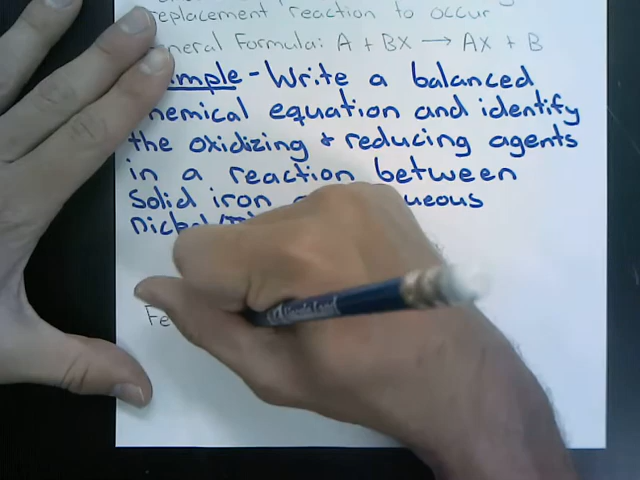 replacement reaction to occur
General Formula: A + BX → AX + B
Example - Write a balanced
chemical equation and identify
the oxidizing & reducing agents
in a reaction between
Solid iron
Fe